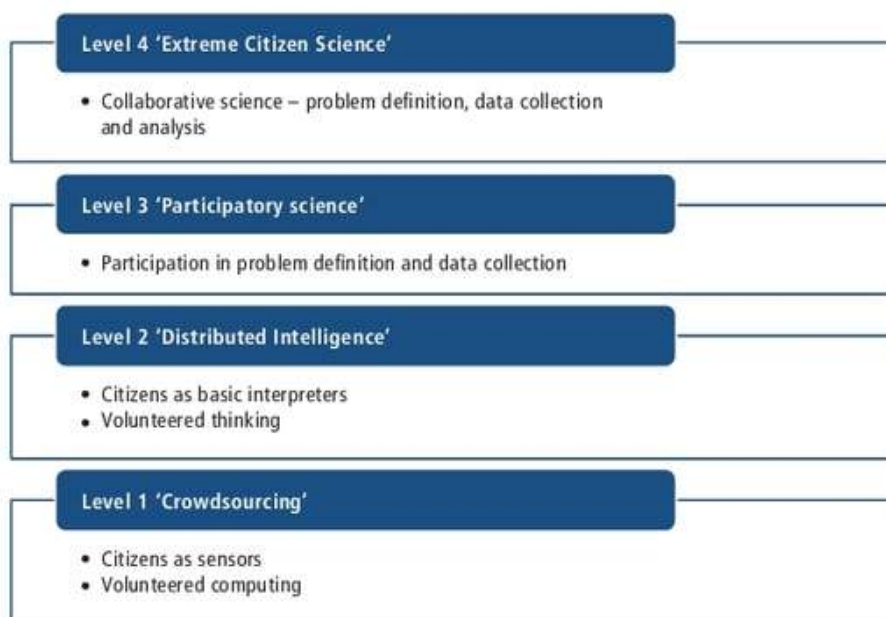 Level 4 ‘Extreme Citizen Science’
• Collaborative science – problem definition, data collection
and analysis
Level 3 ‘Participatory science’
• Participation in problem definition and data collection
Level 2 ‘Distributed Intelligence’
• Citizens as basic interpreters
• Volunteered thinking
Level 1 ‘Crowdsourcing’
• Citizens as sensors
• Volunteered computing